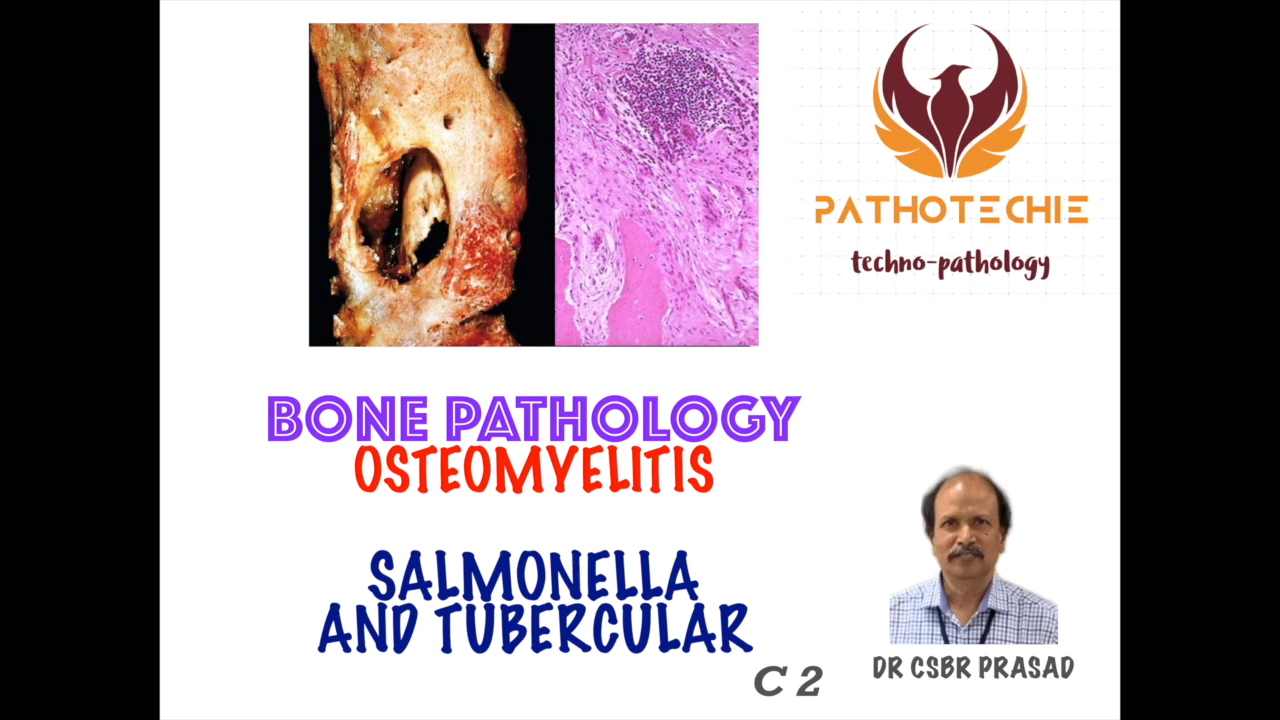 PATHOTECHIE
techno-pathology
BONE PATHOLOGY
OSTEOMYELITIS
SALMONELLA
AND TUBERCULAR
C 2
DR CSBR PRASAD